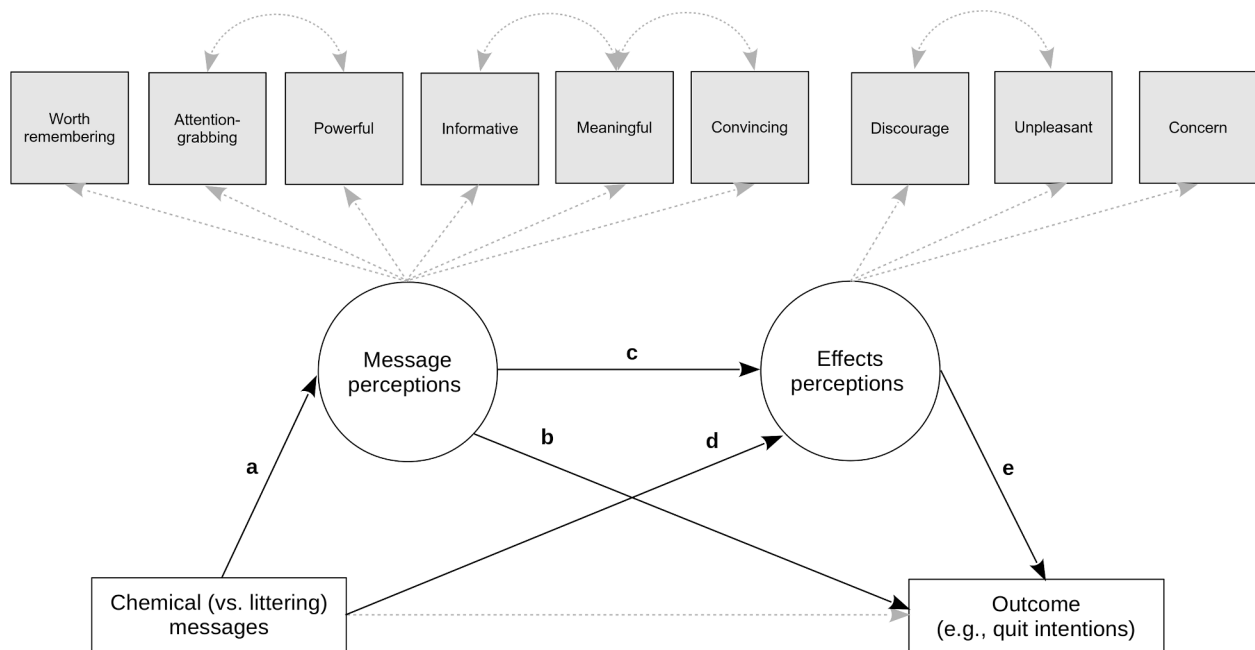 Worth
remembering
Attention-
grabbing
Powerful
Informative
Meaningful
Convincing
Discourage
Unpleasant
Concern
Message
perceptions
c
Effects
perceptions
a
b
d
e
Chemical (vs. littering)
messages
Outcome
(e.g., quit intentions)